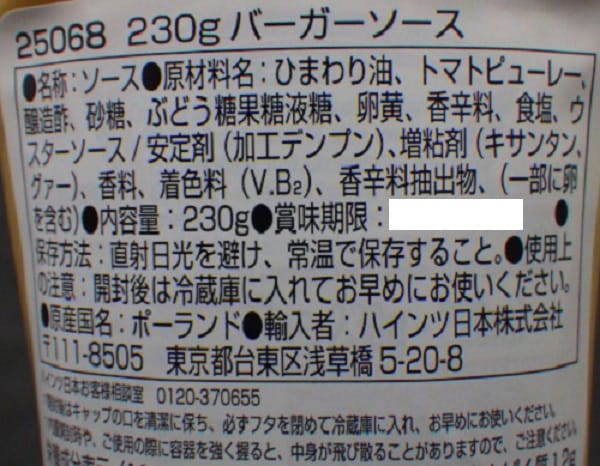 25068 230g バーガーソース
●名称：ソース●原材料名：ひまわり油、トマトピューレー、
醸造酢、砂糖、ぶどう糖果糖液糖、卵黄、香辛料、食塩、ウ
スターソース / 安定剤（加工デンプン）、増粘剤（キサンタン、
グァー）、香料、着色料（V.B₂）、香辛料抽出物、（一部に卵
を含む）●内容量：230g●賞味期限： ●
保存方法：直射日光を避け、常温で保存すること。●使用上
の注意：開封後は冷蔵庫に入れてお早めにお使いください。
●原産国名：ポーランド●輸入者：ハインツ日本株式会社
〒111-8505 東京都台東区浅草橋 5-20-8
ハインツ日本お客様相談室 0120-370655
はキャップの口を清潔に保ち、必ずフタを閉めて冷蔵庫に入れ、お早めにお使いください。
開封時や、ご使用の際に容器を強く握ると、中身が飛び散ることがありますので、ご注意ください。
1.2g